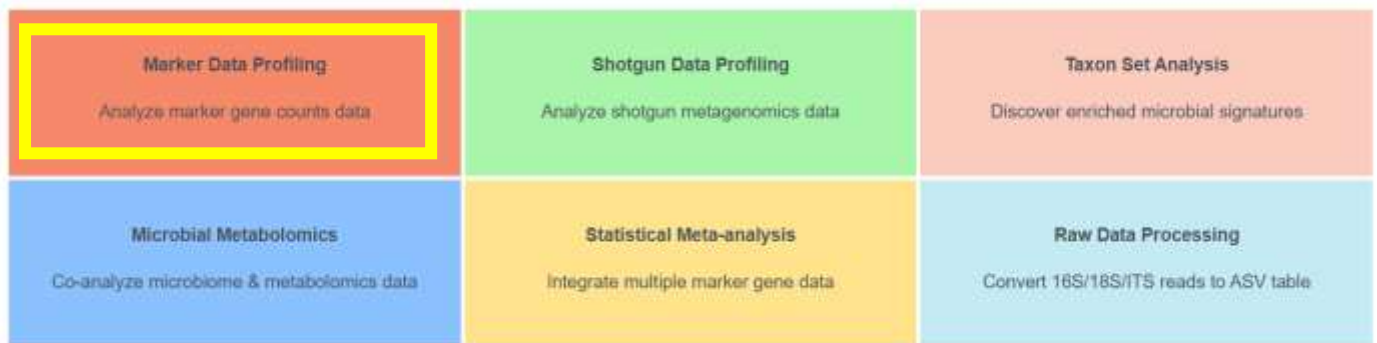 Marker Data Profiling
Analyze marker gene counts data
Shotgun Data Profiling
Analyze shotgun metagenomics data
Taxon Set Analysis
Discover enriched microbial signatures
Microbial Metabolomics
Co-analyze microbiome & metabolomics data
Statistical Meta-analysis
Integrate multiple marker gene data
Raw Data Processing
Convert 16S/18S/ITS reads to ASV table